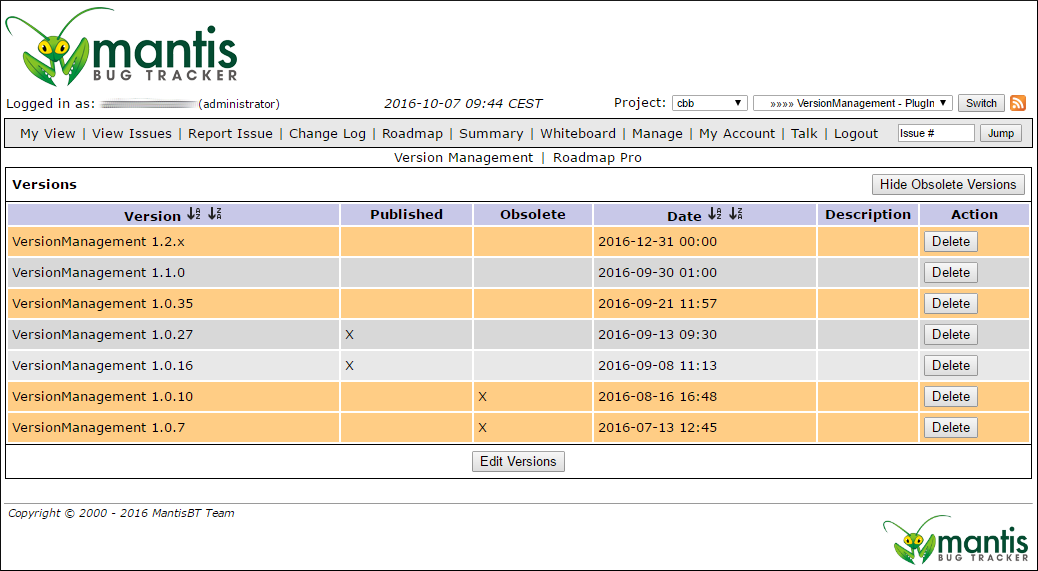 mantis
BUG TRACKER
Logged in as: (administrator) 2016-10-07 09:44 CEST Project: cbb »»»» VersionManagement - PlugIn Switch
My View | View Issues | Report Issue | Change Log | Roadmap | Summary | Whiteboard | Manage | My Account | Talk | Logout Issue # Jump
Version Management | Roadmap Pro
Versions Hide Obsolete Versions
Version Published Obsolete Date Description Action
VersionManagement 1.2.x 2016-12-31 00:00 Delete
VersionManagement 1.1.0 2016-09-30 01:00 Delete
VersionManagement 1.0.35 2016-09-21 11:57 Delete
VersionManagement 1.0.27 X 2016-09-13 09:30 Delete
VersionManagement 1.0.16 X 2016-09-08 11:13 Delete
VersionManagement 1.0.10 X 2016-08-16 16:48 Delete
VersionManagement 1.0.7 X 2016-07-13 12:45 Delete
Edit Versions
Copyright © 2000 - 2016 MantisBT Team
mantis
BUG TRACKER